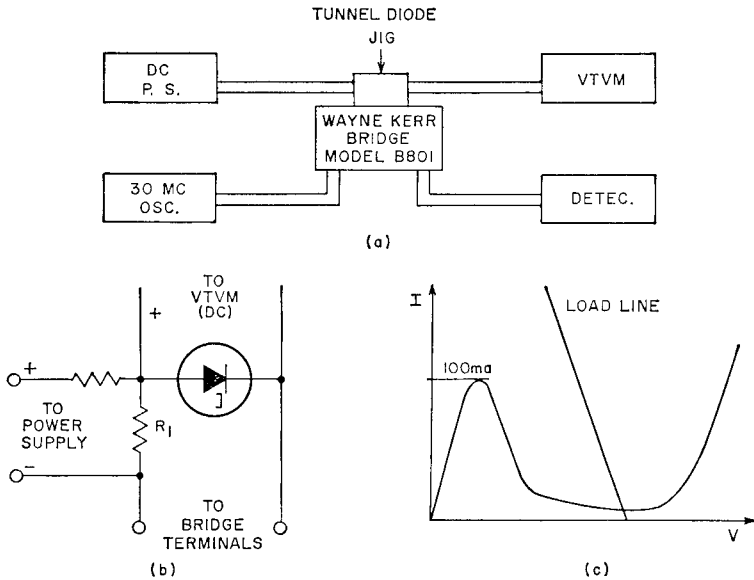 TUNNEL DIODE
JIG
DC
P. S.
VTVM
WAYNE KERR
BRIDGE
MODEL B801
30 MC
OSC.
DETEC.
(a)
TO
VTVM
(DC)
+
+
TO
POWER
SUPPLY
R1
-
TO
BRIDGE
TERMINALS
(b)
I
LOAD LINE
100ma
V
(c)